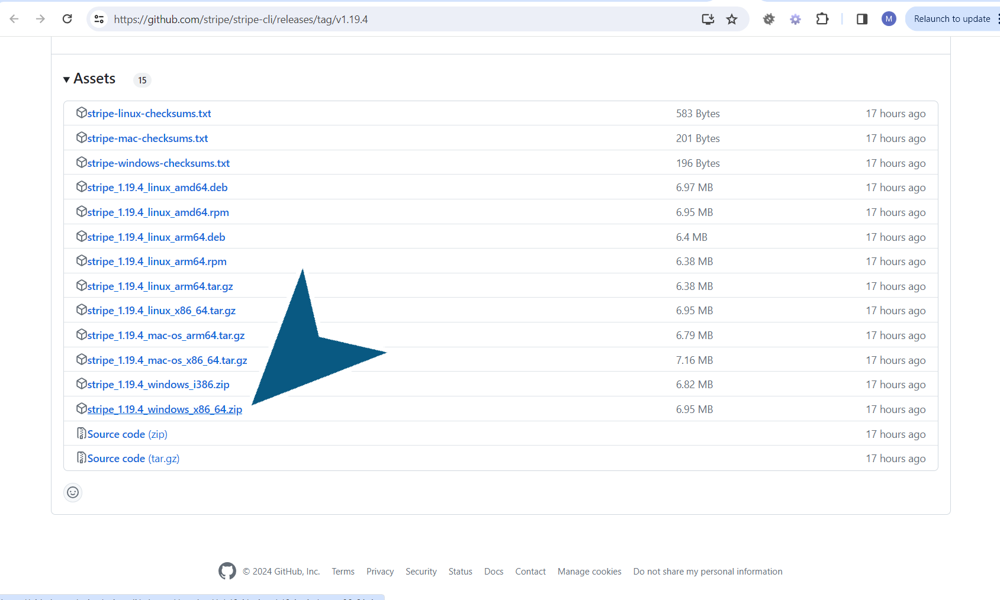 https://github.com/stripe/stripe-cli/releases/tag/v1.19.4
M
Relaunch to update
Assets 15
stripe-linux-checksums.txt 583 Bytes 17 hours ago
stripe-mac-checksums.txt 201 Bytes 17 hours ago
stripe-windows-checksums.txt 196 Bytes 17 hours ago
stripe_1.19.4_linux_amd64.deb 6.97 MB 17 hours ago
stripe_1.19.4_linux_amd64.rpm 6.95 MB 17 hours ago
stripe_1.19.4_linux_arm64.deb 6.4 MB 17 hours ago
stripe_1.19.4_linux_arm64.rpm 6.38 MB 17 hours ago
stripe_1.19.4_linux_arm64.tar.gz 6.38 MB 17 hours ago
stripe_1.19.4_linux_x86_64.tar.gz 6.95 MB 17 hours ago
stripe_1.19.4_mac-os_arm64.tar.gz 6.79 MB 17 hours ago
stripe_1.19.4_mac-os_x86_64.tar.gz 7.16 MB 17 hours ago
stripe_1.19.4_windows_i386.zip 6.82 MB 17 hours ago
stripe_1.19.4_windows_x86_64.zip 6.95 MB 17 hours ago
Source code (zip) 17 hours ago
Source code (tar.gz) 17 hours ago
© 2024 GitHub, Inc. Terms Privacy Security Status Docs Contact Manage cookies Do not share my personal information